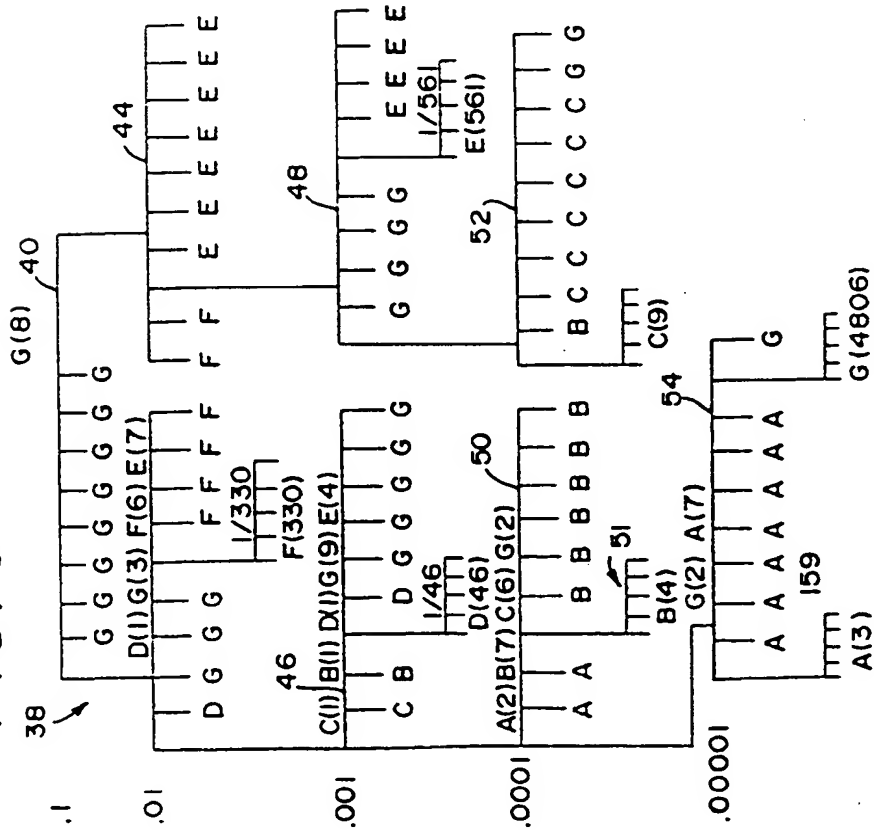 G(8)
40
38
.1
G G G G G G G G
44
D(1) G(3) F(6) E(7)
.01
D G G G F F F F F F E E E E E E E
1/330
F(330)
48
C(1) B(1) D(1) G(9) E(4)
46
.001
C B D G G G G G G G G G E E E E
1/46
D(46)
1/561
E(561)
52
A(2) B(7) C(6) G(2)
50
.0001
A A B B B B B B B C C C C C C G G
51
B(4)
C(9)
G(2) A(7)
54
.00001
A A A A A A A G
159
A(3)
G(4806)